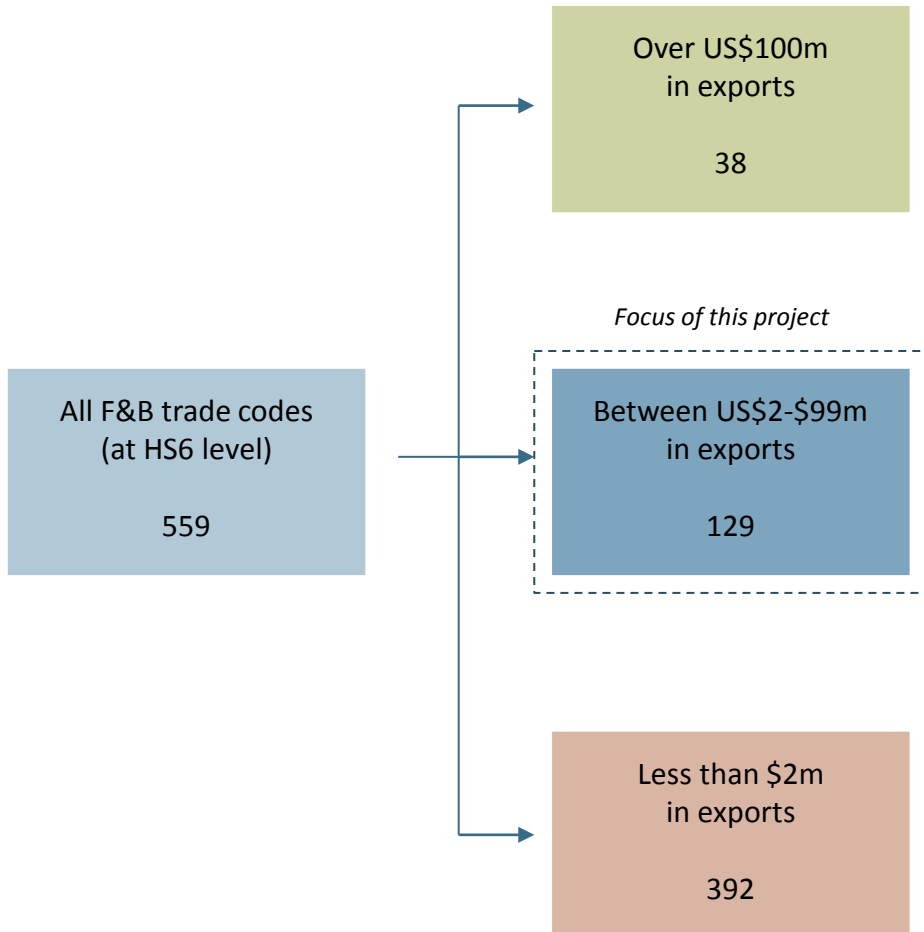 Over US$100m
in exports
38
Focus of this project
All F&B trade codes
(at HS6 level)
559
Between US$2-$99m
in exports
129
Less than $2m
in exports
392